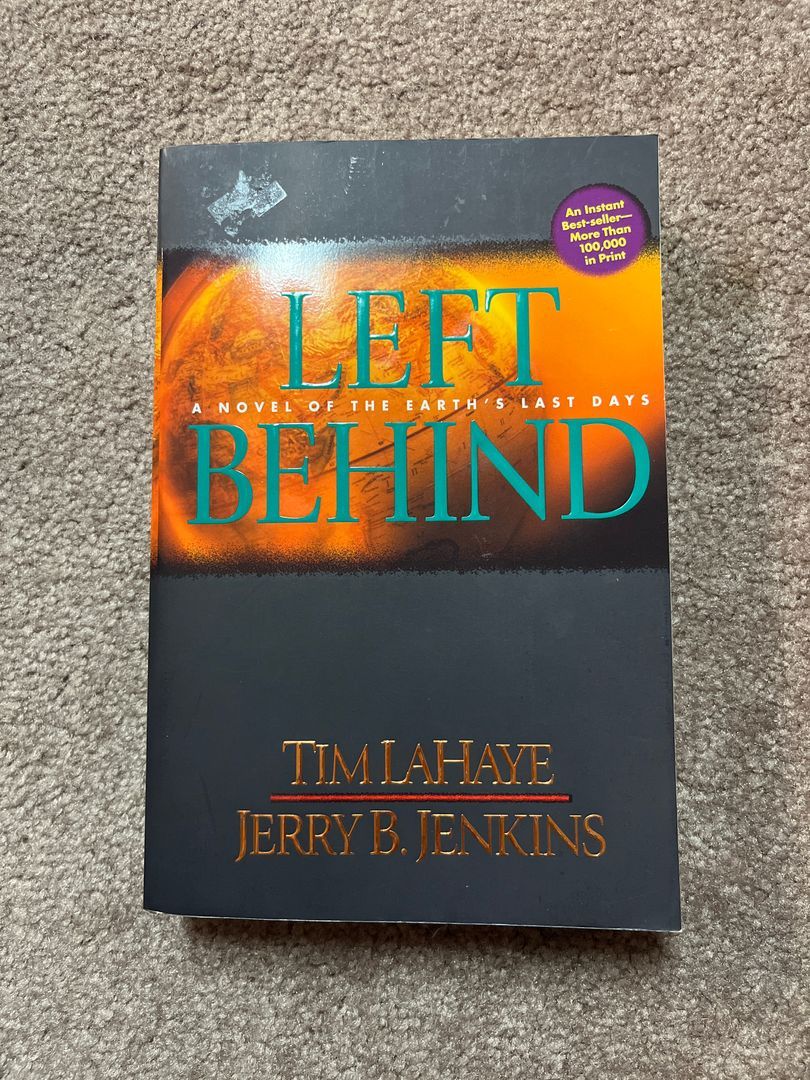 An Instant
Best-seller—
More Than
100,000
in Print
LEFT
A NOVEL OF THE EARTH'S LAST DAYS
BEHIND
TIM LAHAYE
JERRY B. JENKINS